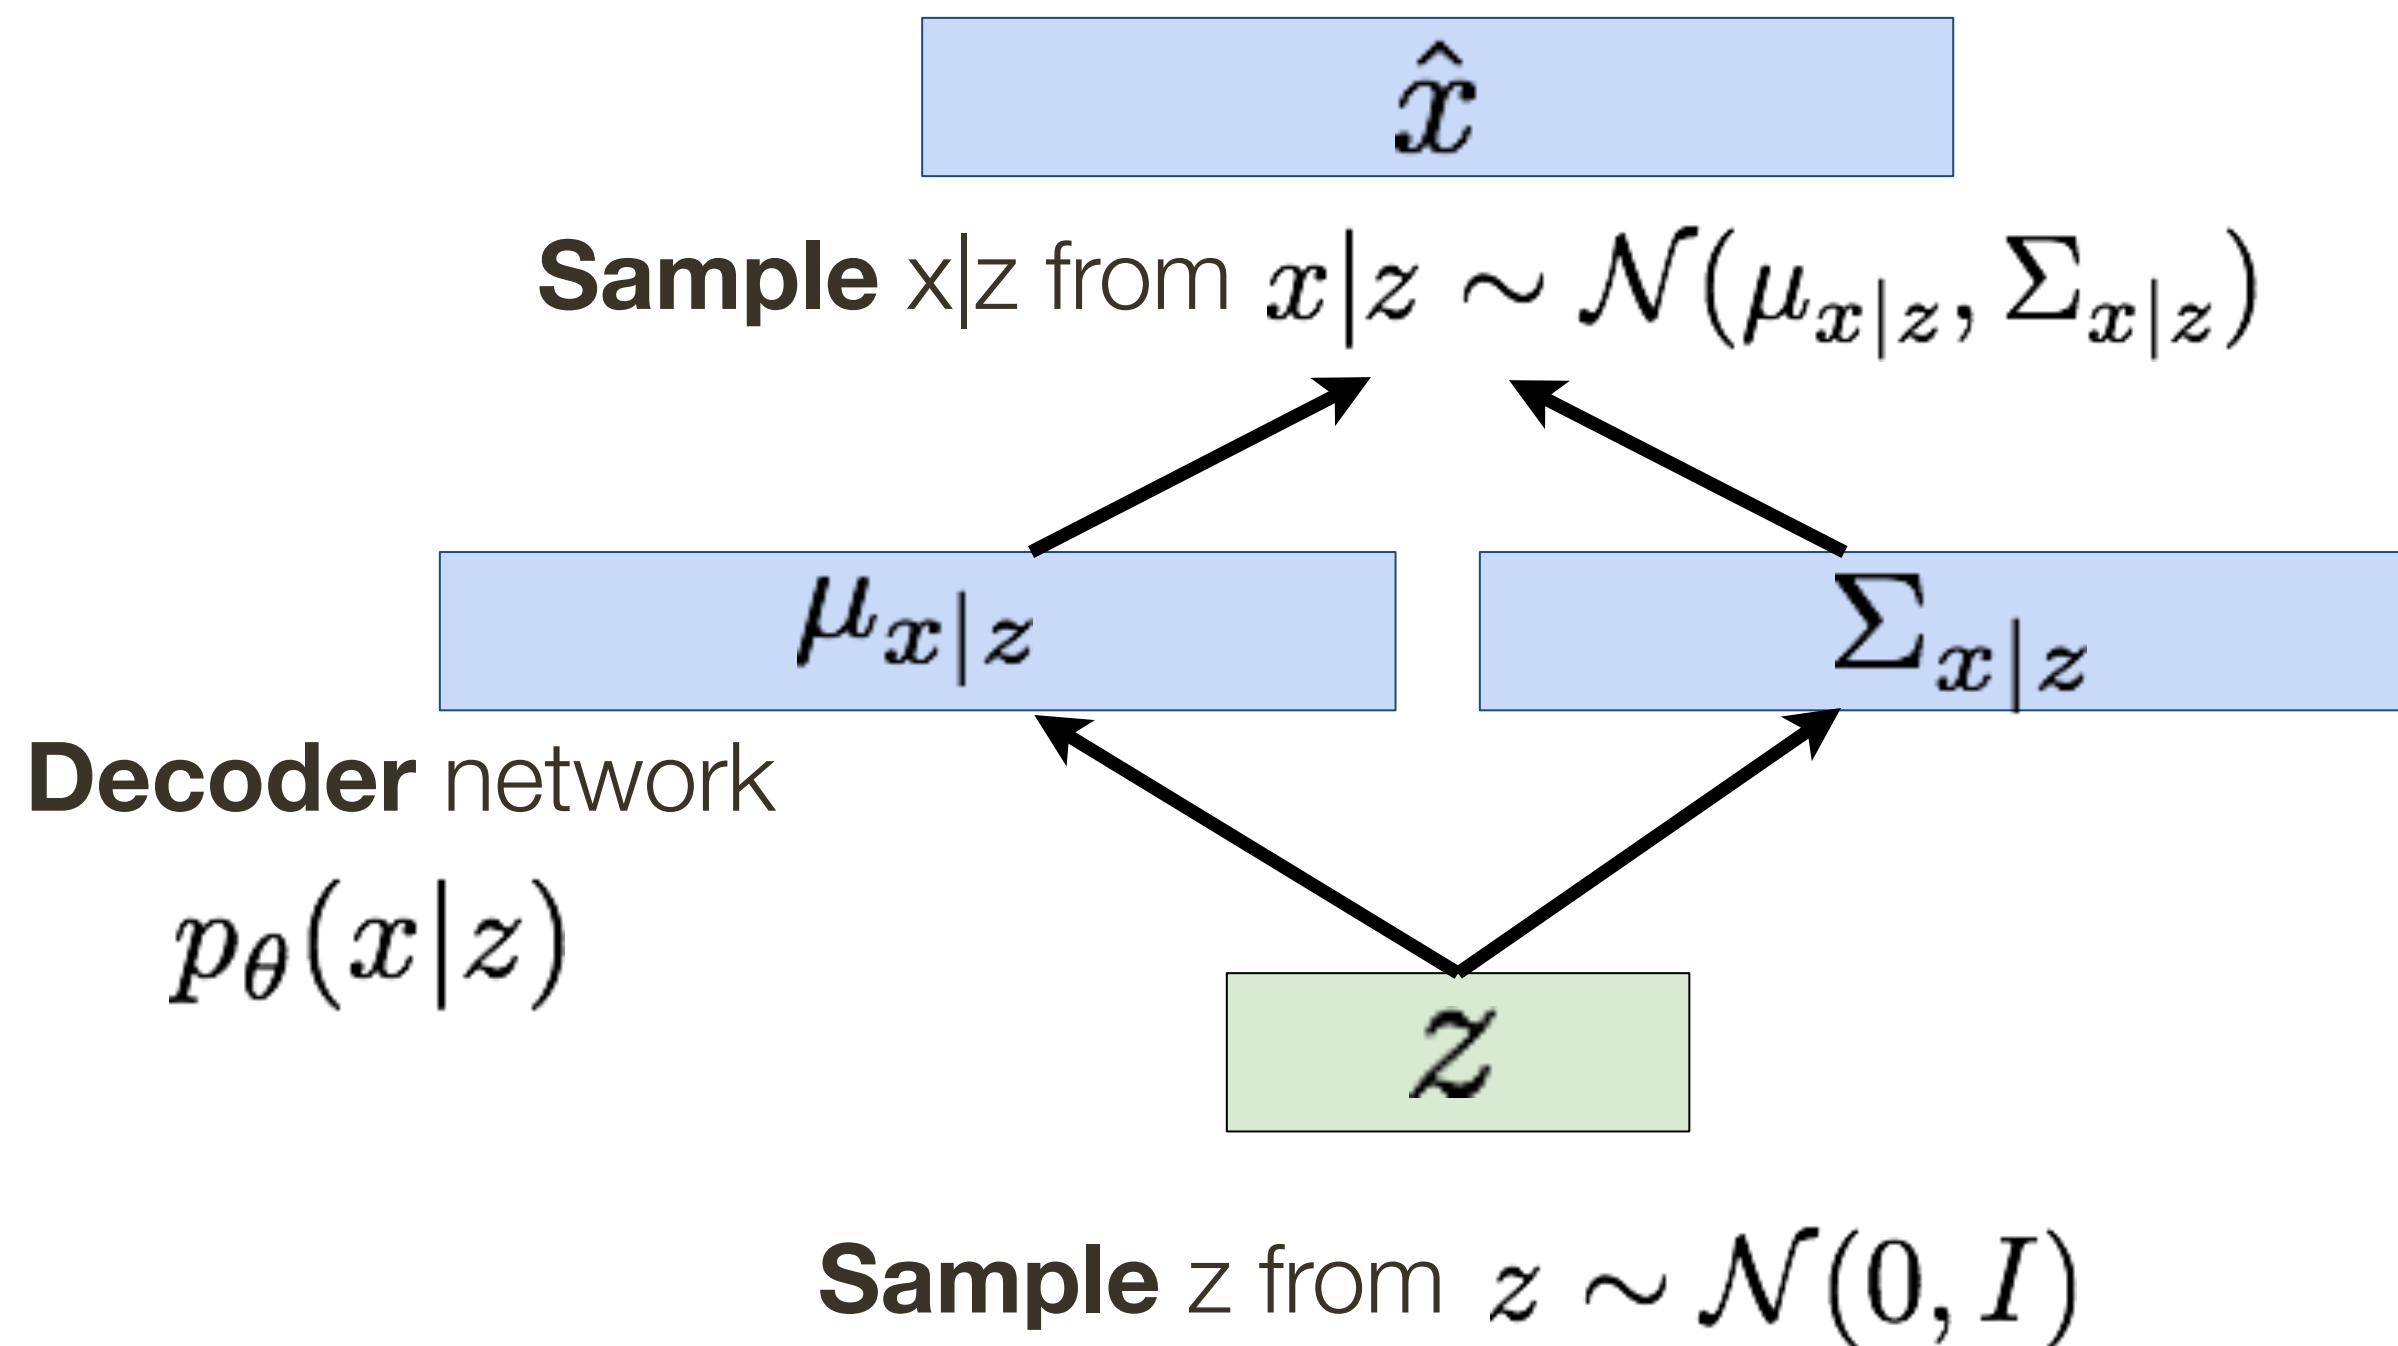 x̂
Sample x|z from x|z ∼ 𝒩(μ_{x|z}, Σ_{x|z})
μ_{x|z}
Σ_{x|z}
Decoder network
p_θ(x|z)
z
Sample z from z ∼ 𝒩(0, I)